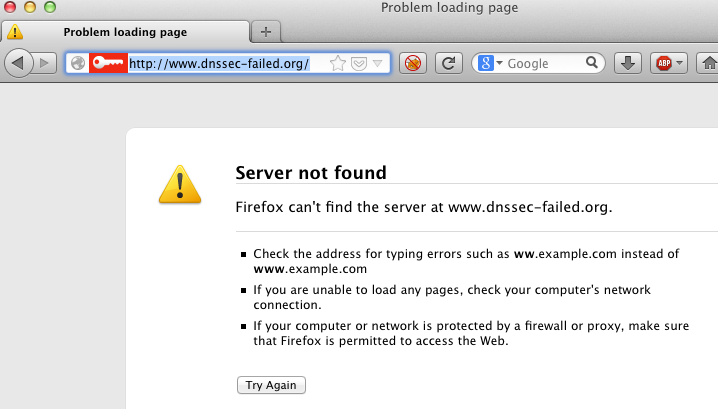 Problem loading page
Problem loading page
http://www.dnssec-failed.org/
Google
ABP
Server not found
Firefox can't find the server at www.dnssec-failed.org.
Check the address for typing errors such as ww.example.com instead of
www.example.com
If you are unable to load any pages, check your computer's network
connection.
If your computer or network is protected by a firewall or proxy, make sure
that Firefox is permitted to access the Web.
Try Again